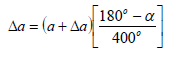 Δa = (a + Δa)[(180° − α)/400°]